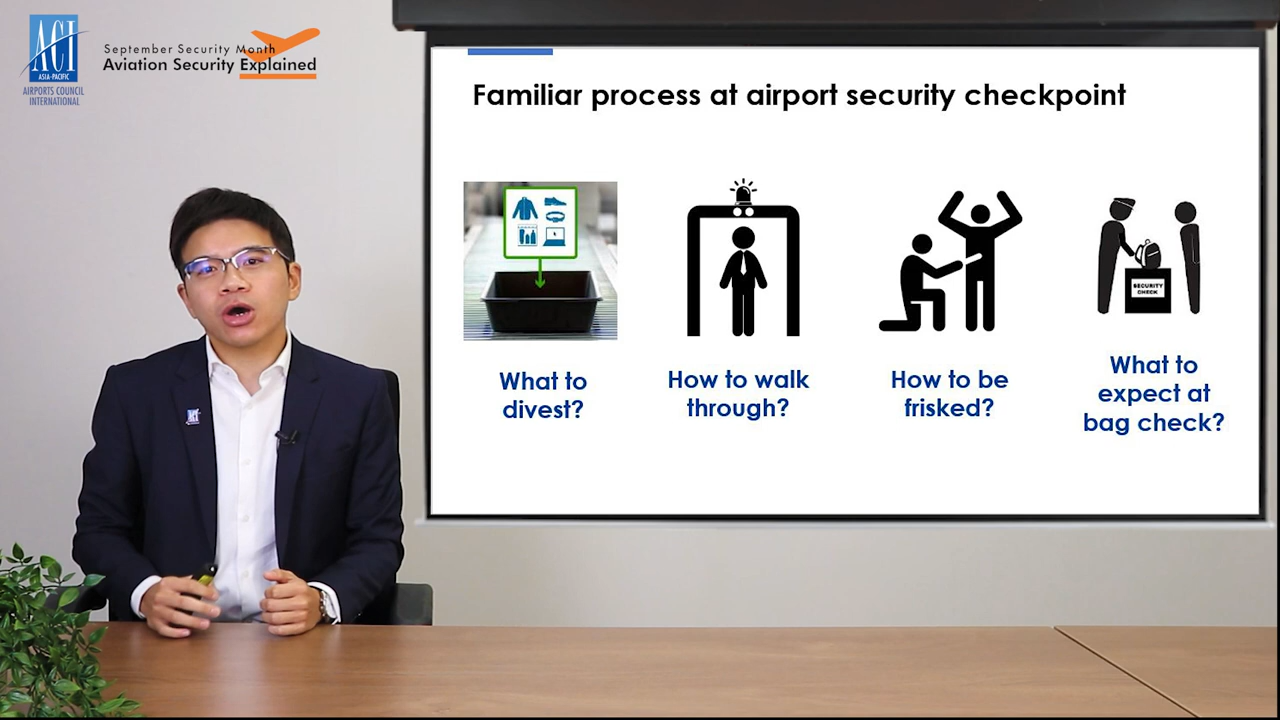 ACI
ASIA-PACIFIC
AIRPORTS COUNCIL
INTERNATIONAL
September Security Month
Aviation Security Explained
Familiar process at airport security checkpoint
SECURITY
CHECK
What to
divest?
How to walk
through?
How to be
frisked?
What to
expect at
bag check?
ACI